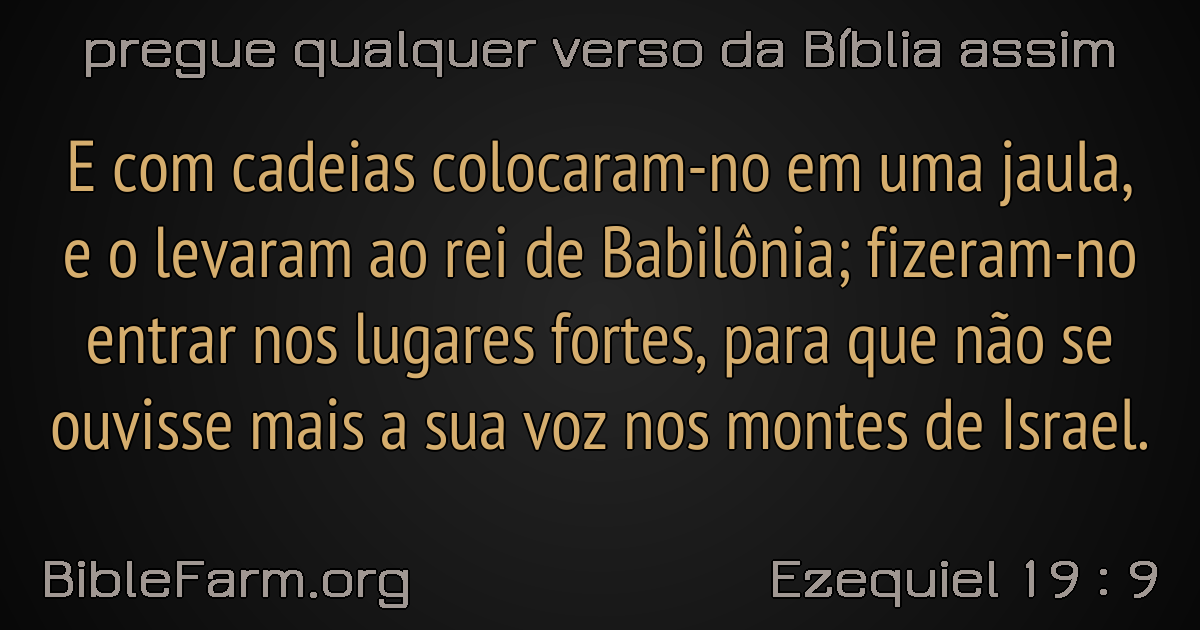 pregue qualquer verso da Bíblia assim
E com cadeias colocaram-no em uma jaula,
e o levaram ao rei de Babilônia; fizeram-no
entrar nos lugares fortes, para que não se
ouvisse mais a sua voz nos montes de Israel.
BibleFarm.org
Ezequiel 19 : 9